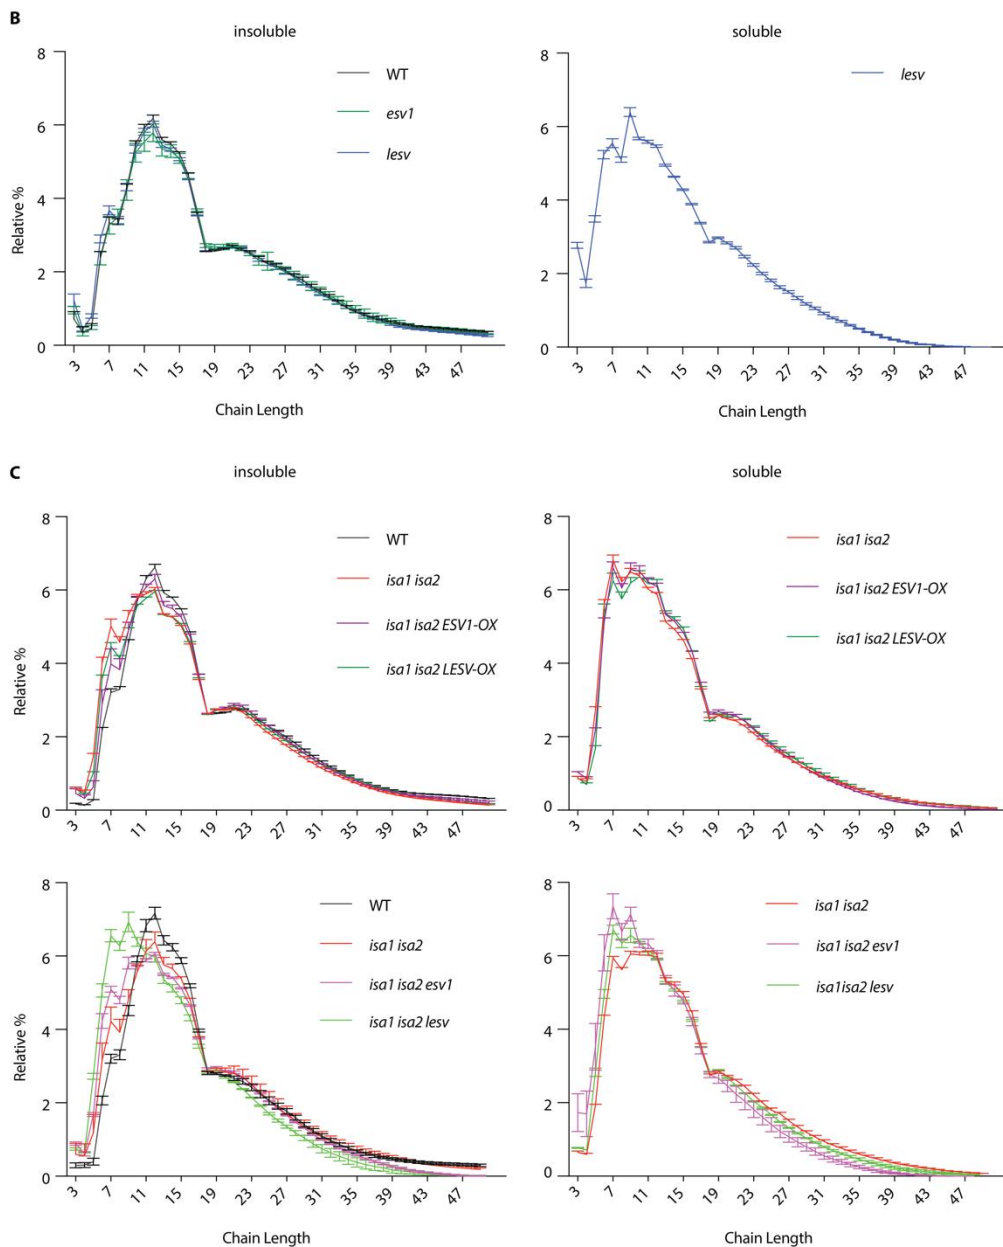 B
insoluble
8
6
4
2
0
Relative %
WT
esv1
lesv
3 7 11 15 19 23 27 31 35 39 43 47
Chain Length
soluble
8
6
4
2
0
lesv
3 7 11 15 19 23 27 31 35 39 43 47
Chain Length
C
insoluble
8
6
4
2
0
Relative %
WT
isa1 isa2
isa1 isa2 ESV1-OX
isa1 isa2 LESV-OX
3 7 11 15 19 23 27 31 35 39 43 47
soluble
8
6
4
2
0
isa1 isa2
isa1 isa2 ESV1-OX
isa1 isa2 LESV-OX
3 7 11 15 19 23 27 31 35 39 43 47
8
6
4
2
0
Relative %
WT
isa1 isa2
isa1 isa2 esv1
isa1 isa2 lesv
3 7 11 15 19 23 27 31 35 39 43 47
Chain Length
8
6
4
2
0
isa1 isa2
isa1 isa2 esv1
isa1isa2 lesv
3 7 11 15 19 23 27 31 35 39 43 47
Chain Length